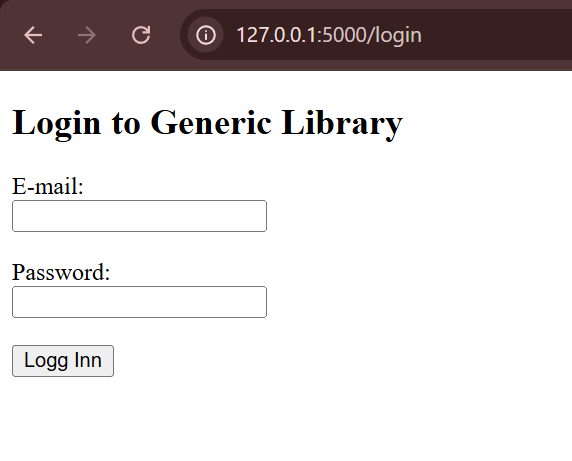 127.0.0.1:5000/login
Login to Generic Library
E-mail:
Password:
Logg Inn